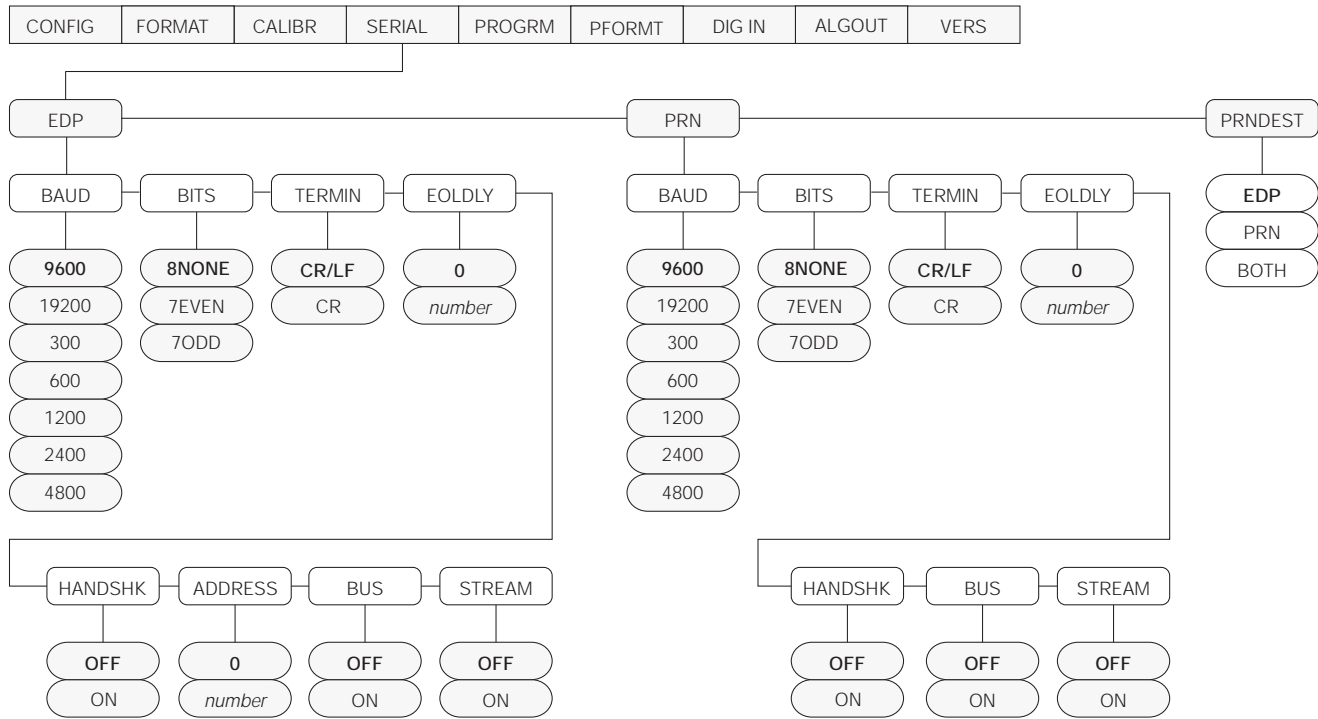 CONFIG FORMAT CALIBR SERIAL PROGRM PFORMT DIG IN ALGOUT VERS
EDP PRN PRNDEST
BAUD BITS TERMIN EOLDLY BAUD BITS TERMIN EOLDLY EDP
PRN
9600 8NONE CR/LF 0 9600 8NONE CR/LF 0 BOTH
19200 7EVEN CR number 19200 7EVEN CR number
300 7ODD 300 7ODD
600 600
1200 1200
2400 2400
4800 4800
HANDSHK ADDRESS BUS STREAM HANDSHK BUS STREAM
OFF 0 OFF OFF OFF OFF OFF
ON number ON ON ON ON ON